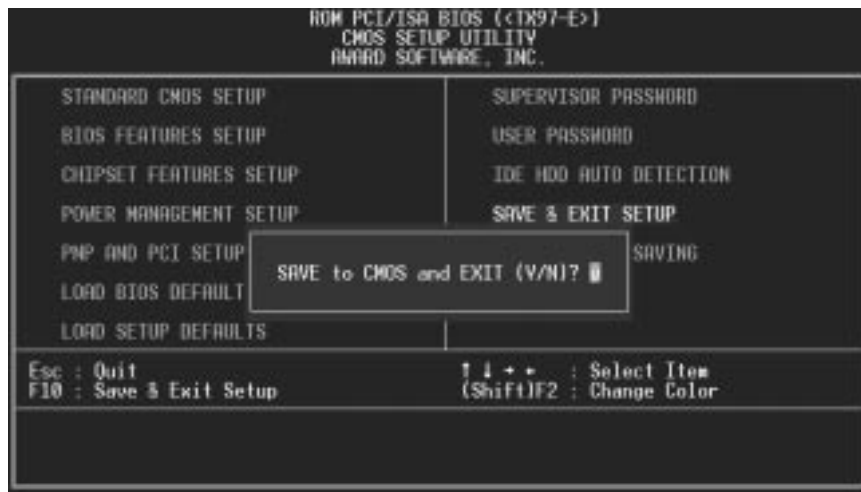 ROM PCI/ISA BIOS (<TX97-E>)
CMOS SETUP UTILITY
AWARD SOFTWARE, INC.
STANDARD CMOS SETUP
BIOS FEATURES SETUP
CHIPSET FEATURES SETUP
POWER MANAGEMENT SETUP
PNP AND PCI SETUP
LOAD BIOS DEFAULT
LOAD SETUP DEFAULTS
SUPERVISOR PASSWORD
USER PASSWORD
IDE HDD AUTO DETECTION
SAVE & EXIT SETUP
SAVING
SAVE to CMOS and EXIT (Y/N)?
Esc : Quit
F10 : Save & Exit Setup
↑ ↓ → ← : Select Item
(Shift)F2 : Change Color